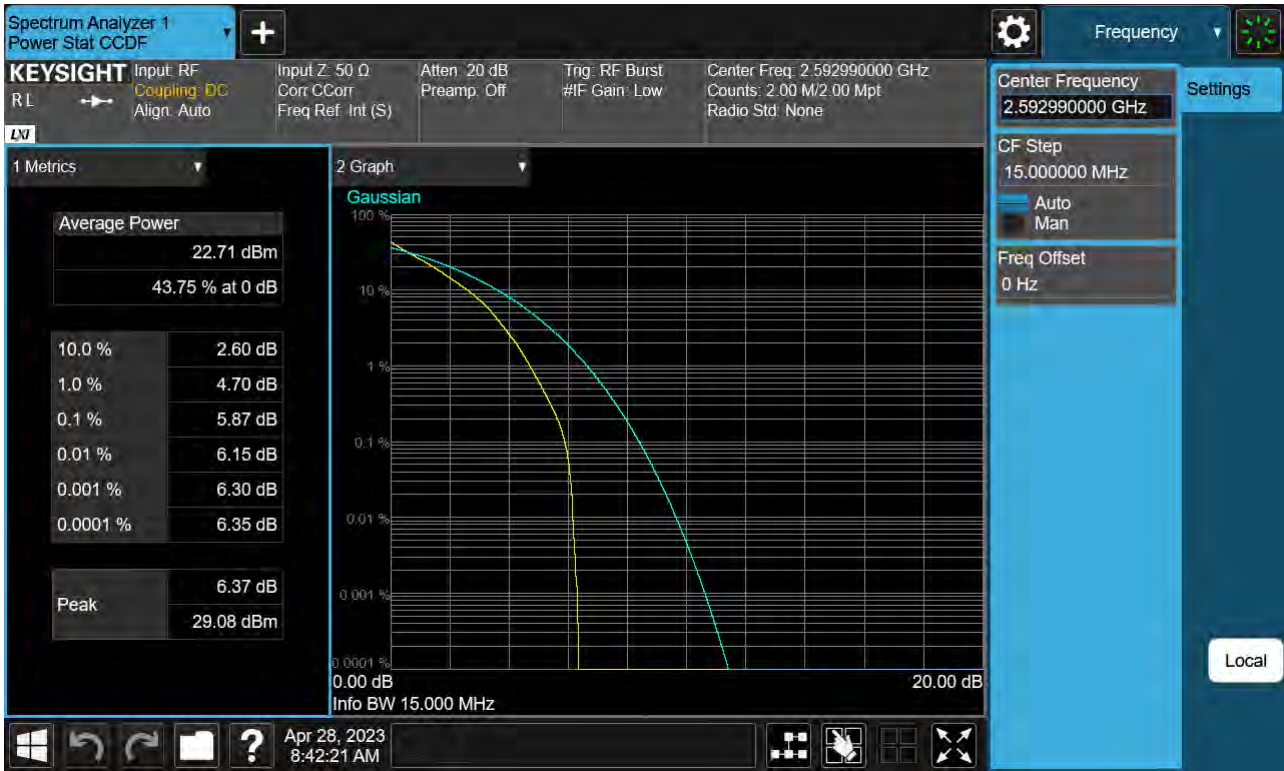 Spectrum Analyzer 1
Power Stat CCDF
Frequency
KEYSIGHT
R L
LXI
Input: RF
Coupling: DC
Align: Auto
Input Z: 50 Ω
Corr CCorr
Freq Ref: Int (S)
Atten: 20 dB
Preamp: Off
Trig: RF Burst
#IF Gain: Low
Center Freq: 2.592990000 GHz
Counts: 2.00 M/2.00 Mpt
Radio Std: None
Center Frequency
2.592990000 GHz
Settings
CF Step
15.000000 MHz
Auto
Man
Freq Offset
0 Hz
Local
1 Metrics
Average Power
22.71 dBm
43.75 % at 0 dB
10.0 % 2.60 dB
1.0 % 4.70 dB
0.1 % 5.87 dB
0.01 % 6.15 dB
0.001 % 6.30 dB
0.0001 % 6.35 dB
Peak
6.37 dB
29.08 dBm
2 Graph
Gaussian
100 %
10 %
1 %
0.1 %
0.01 %
0.001 %
0.0001 %
0.00 dB 20.00 dB
Info BW 15.000 MHz
?
Apr 28, 2023
8:42:21 AM